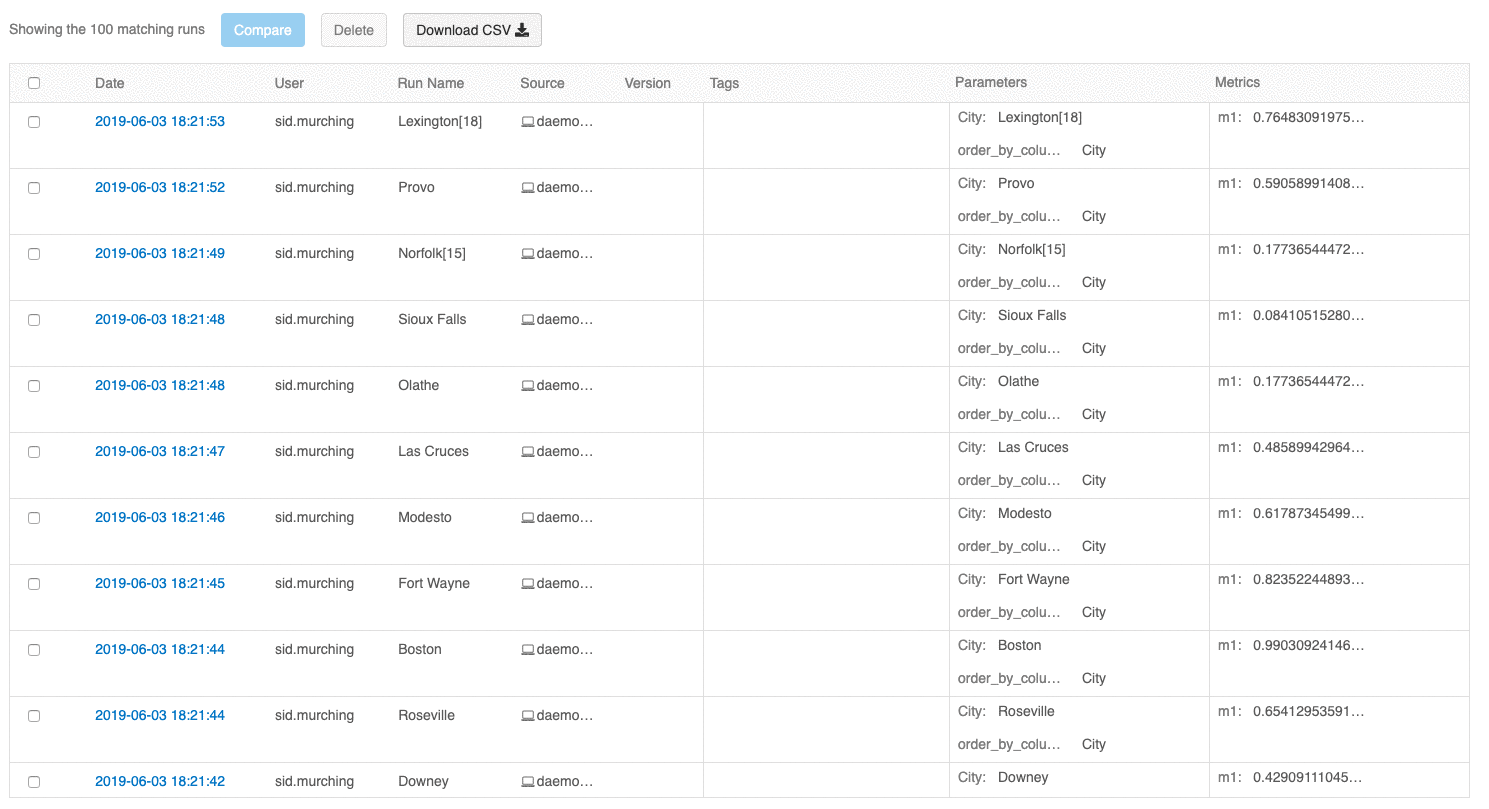 Showing the 100 matching runs Compare Delete Download CSV
Date User Run Name Source Version Tags Parameters Metrics
2019-06-03 18:21:53 sid.murching Lexington[18] daemo… City: Lexington[18] m1: 0.76483091975…
order_by_colu… City
2019-06-03 18:21:52 sid.murching Provo daemo… City: Provo m1: 0.59058991408…
order_by_colu… City
2019-06-03 18:21:49 sid.murching Norfolk[15] daemo… City: Norfolk[15] m1: 0.17736544472…
order_by_colu… City
2019-06-03 18:21:48 sid.murching Sioux Falls daemo… City: Sioux Falls m1: 0.08410515280…
order_by_colu… City
2019-06-03 18:21:48 sid.murching Olathe daemo… City: Olathe m1: 0.17736544472…
order_by_colu… City
2019-06-03 18:21:47 sid.murching Las Cruces daemo… City: Las Cruces m1: 0.48589942964…
order_by_colu… City
2019-06-03 18:21:46 sid.murching Modesto daemo… City: Modesto m1: 0.61787345499…
order_by_colu… City
2019-06-03 18:21:45 sid.murching Fort Wayne daemo… City: Fort Wayne m1: 0.82352244893…
order_by_colu… City
2019-06-03 18:21:44 sid.murching Boston daemo… City: Boston m1: 0.99030924146…
order_by_colu… City
2019-06-03 18:21:44 sid.murching Roseville daemo… City: Roseville m1: 0.65412953591…
order_by_colu… City
2019-06-03 18:21:42 sid.murching Downey daemo… City: Downey m1: 0.42909111045…